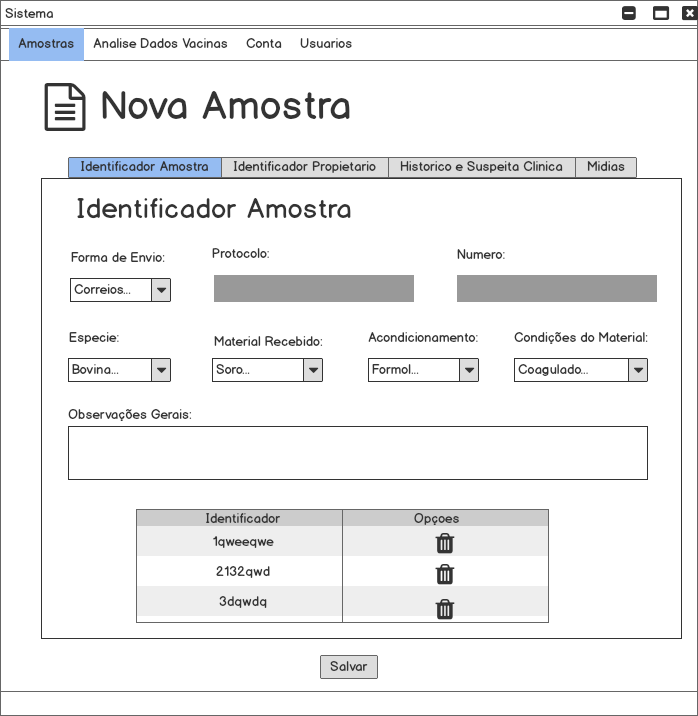 Sistema
Amostras Analise Dados Vacinas Conta Usuarios
Nova Amostra
Identificador Amostra Identificador Propietario Historico e Suspeita Clinica Midias
Identificador Amostra
Forma de Envio: Protocolo: Numero:
Correios...
Especie: Material Recebido: Acondicionamento: Condições do Material:
Bovina... Soro... Formol... Coagulado...
Observações Gerais:
Identificador Opçoes
1qweeqwe
2132qwd
3dqwdq
Salvar